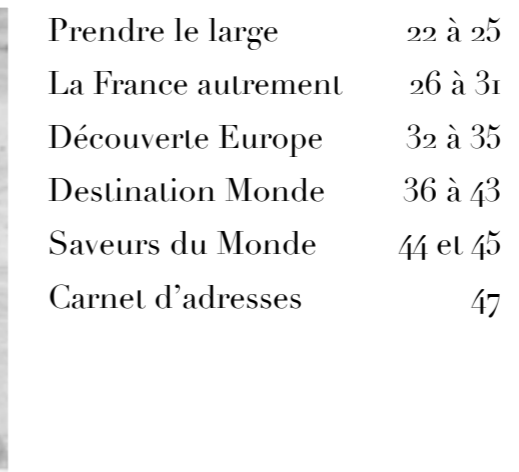 Prendre le large 22 à 25
La France autrement 26 à 31
Découverte Europe 32 à 35
Destination Monde 36 à 43
Saveurs du Monde 44 et 45
Carnet d’adresses 47